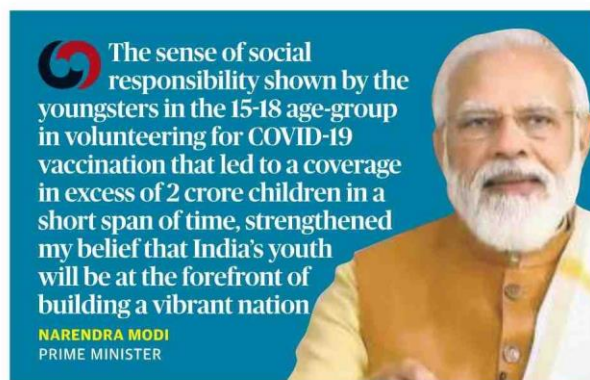 The sense of social
responsibility shown by the
youngsters in the 15-18 age-group
in volunteering for COVID-19
vaccination that led to a coverage
in excess of 2 crore children in a
short span of time, strengthened
my belief that India's youth
will be at the forefront of
building a vibrant nation
NARENDRA MODI
PRIME MINISTER